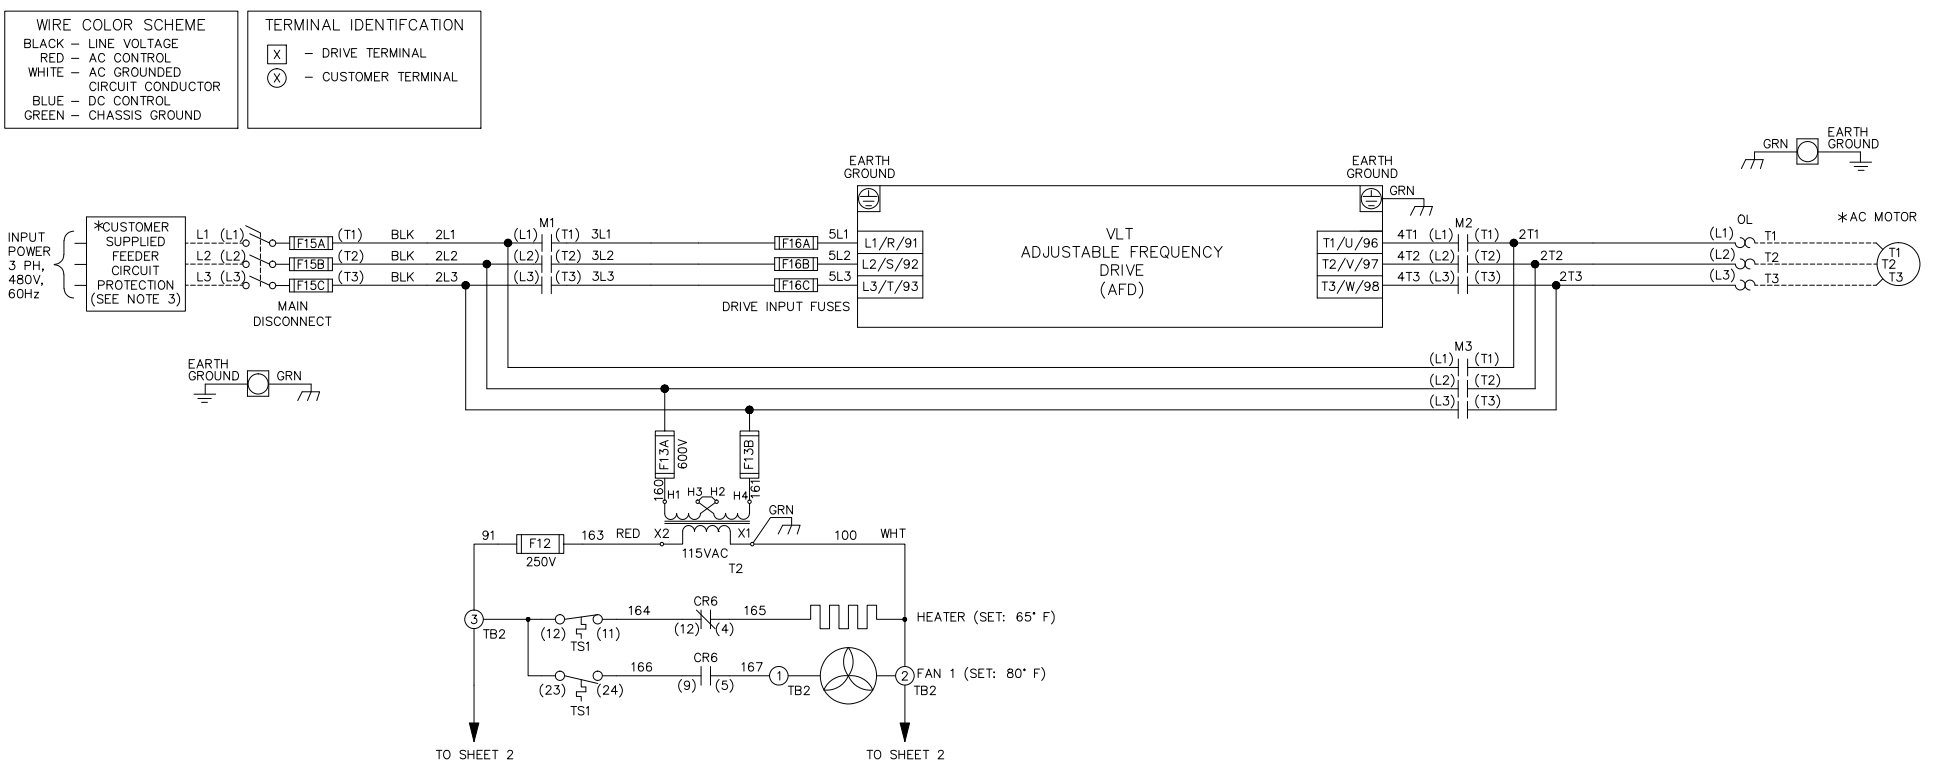 WIRE COLOR SCHEME
BLACK – LINE VOLTAGE
RED – AC CONTROL
WHITE – AC GROUNDED
CIRCUIT CONDUCTOR
BLUE – DC CONTROL
GREEN – CHASSIS GROUND
TERMINAL IDENTIFCATION
X – DRIVE TERMINAL
X – CUSTOMER TERMINAL
INPUT
POWER
3 PH,
480V,
60Hz
*CUSTOMER
SUPPLIED
FEEDER
CIRCUIT
PROTECTION
(SEE NOTE 3)
L1 (L1) F15A (T1) BLK 2L1 (L1) M1 (T1) 3L1 F16A 5L1 L1/R/91
L2 (L2) F15B (T2) BLK 2L2 (L2) (T2) 3L2 F16B 5L2 L2/S/92
L3 (L3) F15C (T3) BLK 2L3 (L3) (T3) 3L3 F16C 5L3 L3/T/93
MAIN
DISCONNECT
DRIVE INPUT FUSES
EARTH
GROUND
VLT
ADJUSTABLE FREQUENCY
DRIVE
(AFD)
EARTH
GROUND
GRN
T1/U/96 4T1 (L1) M2 (T1) 2T1
T2/V/97 4T2 (L2) (T2) 2T2
T3/W/98 4T3 (L3) (T3) 2T3
GRN
EARTH
GROUND
OL
(L1) T1
(L2) T2
(L3) T3
*AC MOTOR
T1
T2
T3
EARTH
GROUND
GRN
M3
(L1) (T1)
(L2) (T2)
(L3) (T3)
F13A
600V
F13B
160
161
H1 H3 H2 H4
GRN
91 F12 163 RED X2 X1 100 WHT
250V
115VAC
T2
3
TB2
164 CR6 165
(12) (11) (12) (4)
TS1
HEATER (SET: 65° F)
166 CR6 167
(23) (24) (9) (5)
TS1
1
TB2
2
TB2
FAN 1 (SET: 80° F)
TO SHEET 2
TO SHEET 2